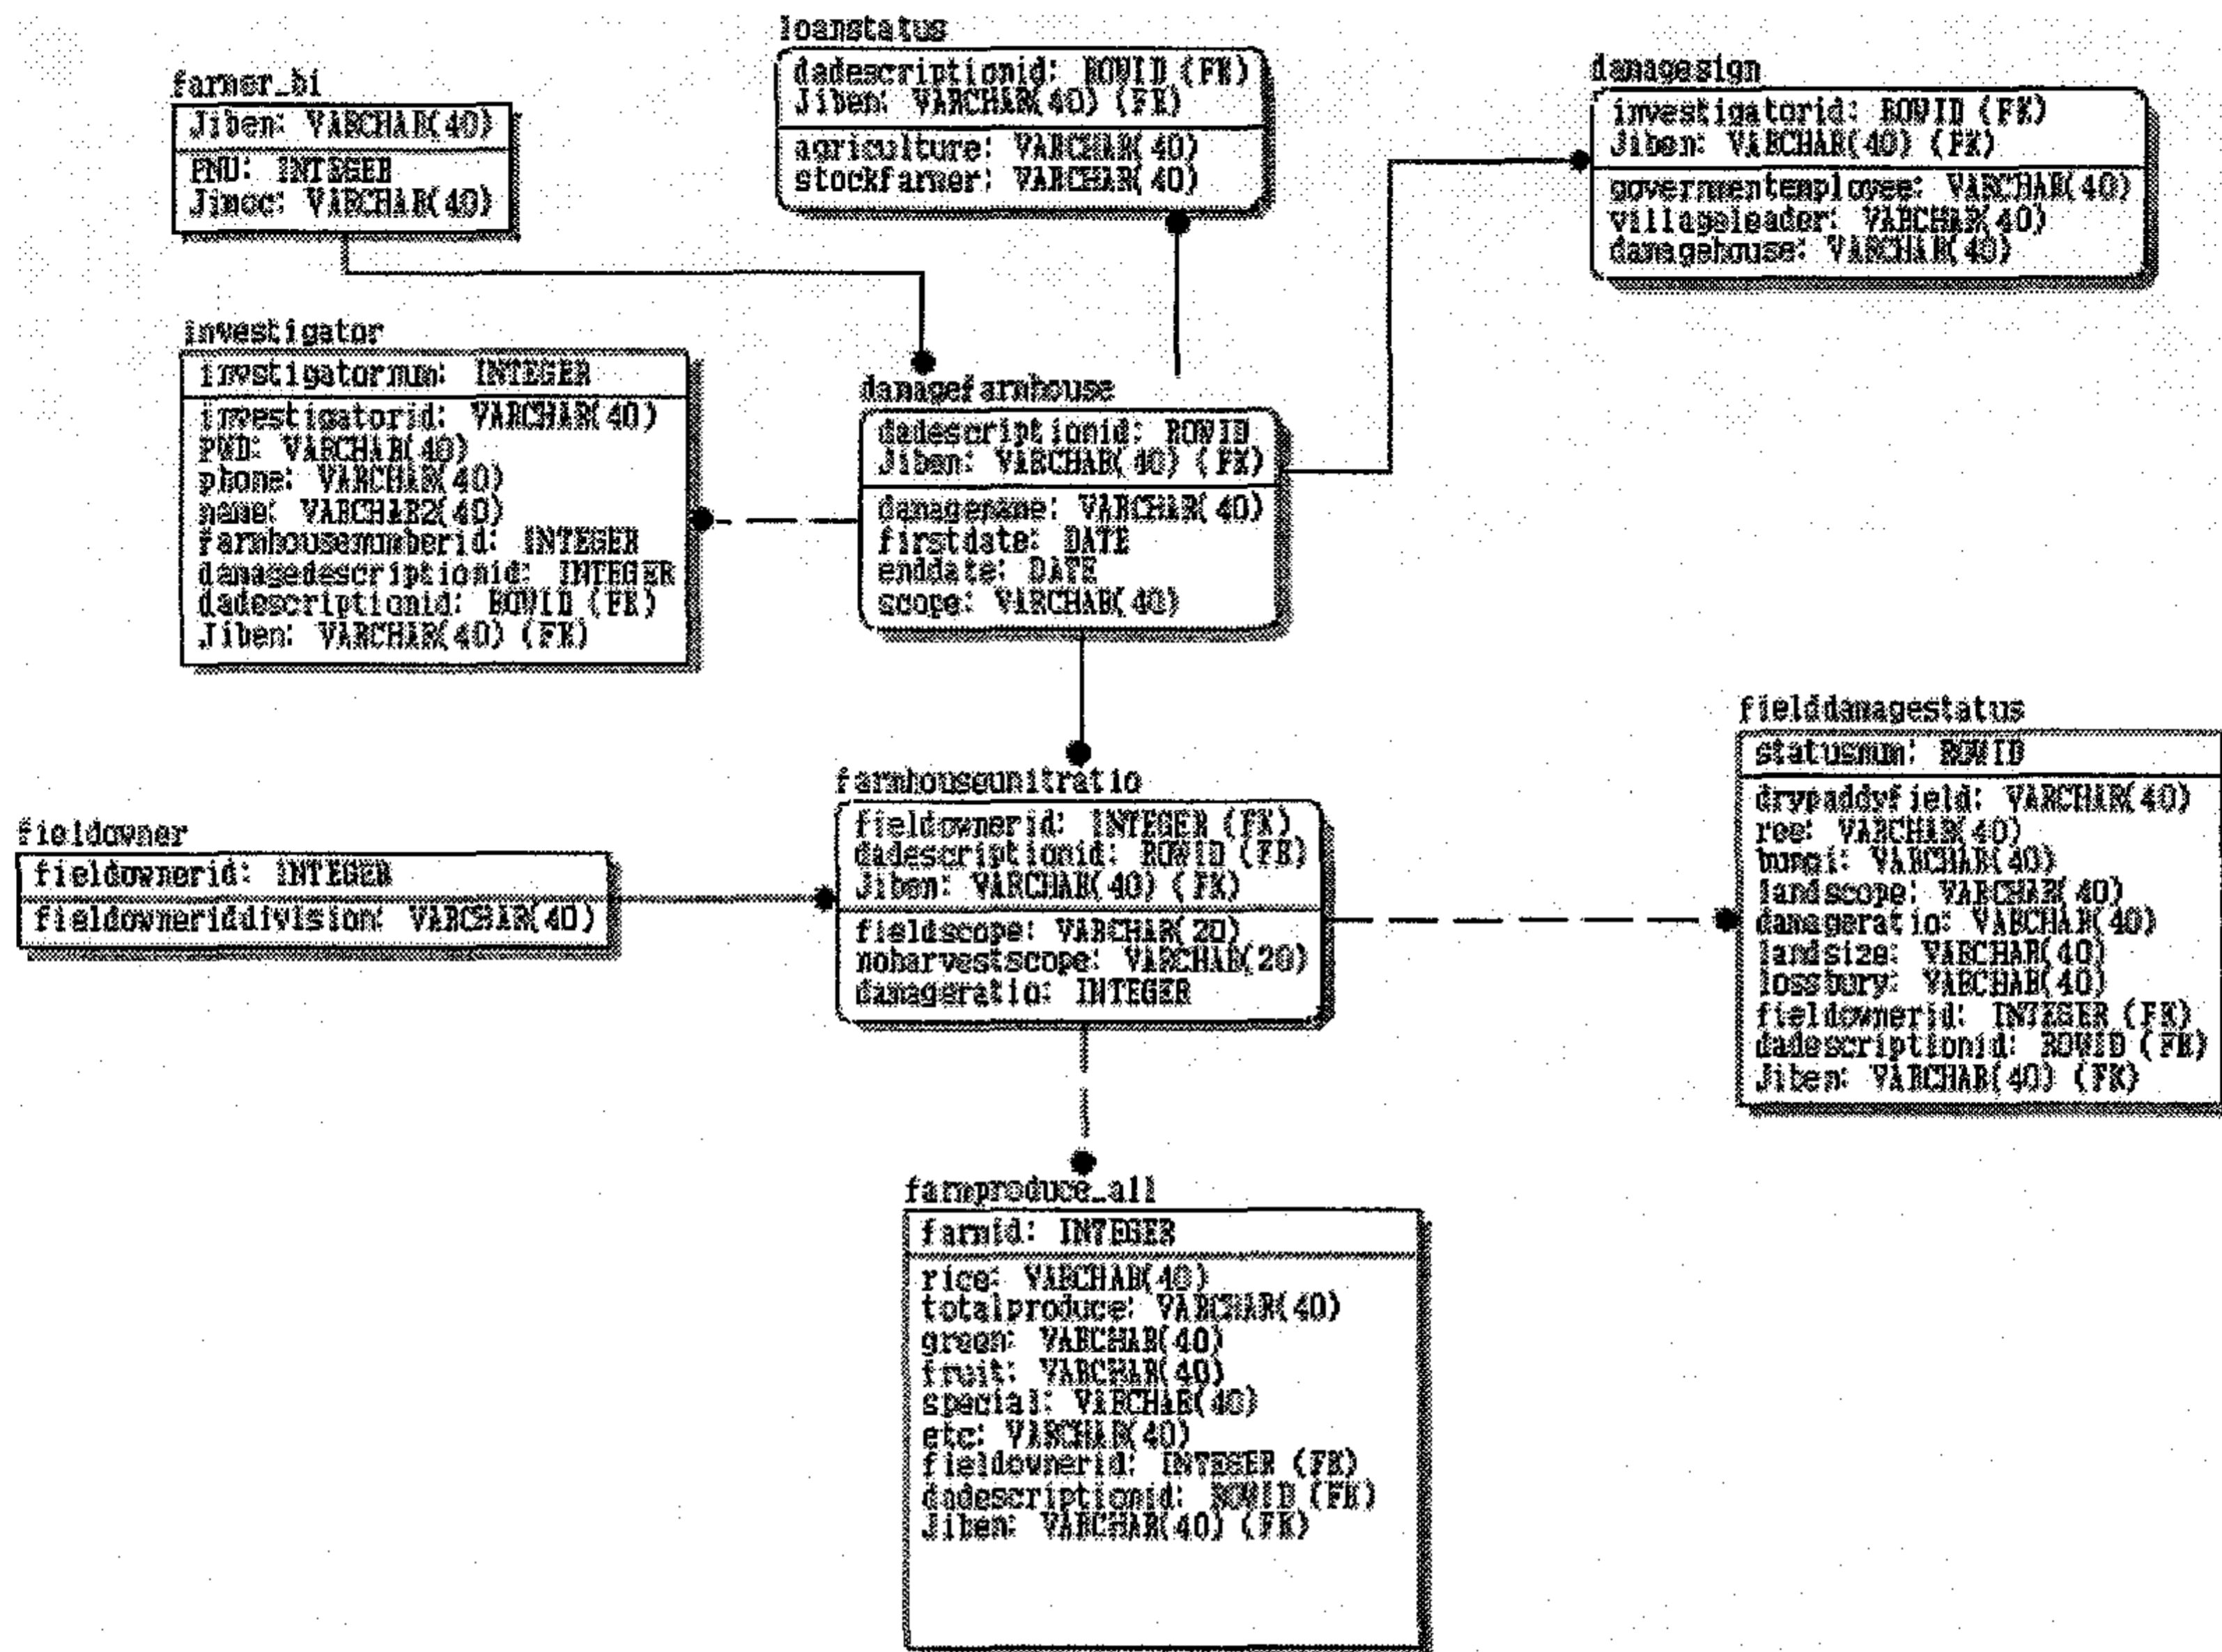 loanstatus
dadescriptionid: ROWID (FK)
Jiben: VARCHAR(40) (FK)
agriculture: VARCHAR(40)
stockfarmer: VARCHAR(40)
farmer_bi
Jiben: VARCHAR(40)
PNU: INTEGER
Jimoc: VARCHAR(40)
damagesign
investigatorid: ROWID (FK)
Jiben: VARCHAR(40) (FK)
governmentemployee: VARCHAR(40)
villageleader: VARCHAR(40)
damagehouse: VARCHAR(40)
investigator
invstigatornum: INTEGER
investigatorid: VARCHAR(40)
PWD: VARCHAR(40)
phone: VARCHAR(40)
name: VARCHAR2(40)
farmhousenumberid: INTEGER
damagedescriptionid: INTEGER
dadescriptionid: ROWID (FK)
Jiben: VARCHAR(40) (FK)
damagefarmhouse
dadescriptionid: ROWID
Jiben: VARCHAR(40) (FK)
damagename: VARCHAR(40)
firstdate: DATE
enddate: DATE
scope: VARCHAR(40)
fielddamagestatus
statusnum: ROWID
drypaddyfield: VARCHAR(40)
ree: VARCHAR(40)
bungi: VARCHAR(40)
landscope: VARCHAR(40)
damageratio: VARCHAR(40)
landsize: VARCHAR(40)
lossbury: VARCHAR(40)
fieldownerid: INTEGER (FK)
dadescriptionid: ROWID (FK)
Jiben: VARCHAR(40) (FK)
farmhouseunitratio
fieldownerid: INTEGER (FK)
dadescriptionid: ROWID (FK)
Jiben: VARCHAR(40) (FK)
fieldscope: VARCHAR(20)
noharvestscope: VARCHAR(20)
damageratio: INTEGER
fieldowner
fieldownerid: INTEGER
fieldowneriddivision: VARCHAR(40)
farmproduce_all
farmid: INTEGER
rice: VARCHAR(40)
totalproduce: VARCHAR(40)
green: VARCHAR(40)
fruit: VARCHAR(40)
special: VARCHAR(40)
etc: VARCHAR(40)
fieldownerid: INTEGER (FK)
dadescriptionid: ROWID (FK)
Jiben: VARCHAR(40) (FK)